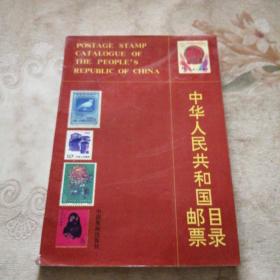 POSTAGE STAMP
CATALOGUE OF
THE PEOPLE'S
REPUBLIC OF CHINA
中华人民共和国
邮票
目录